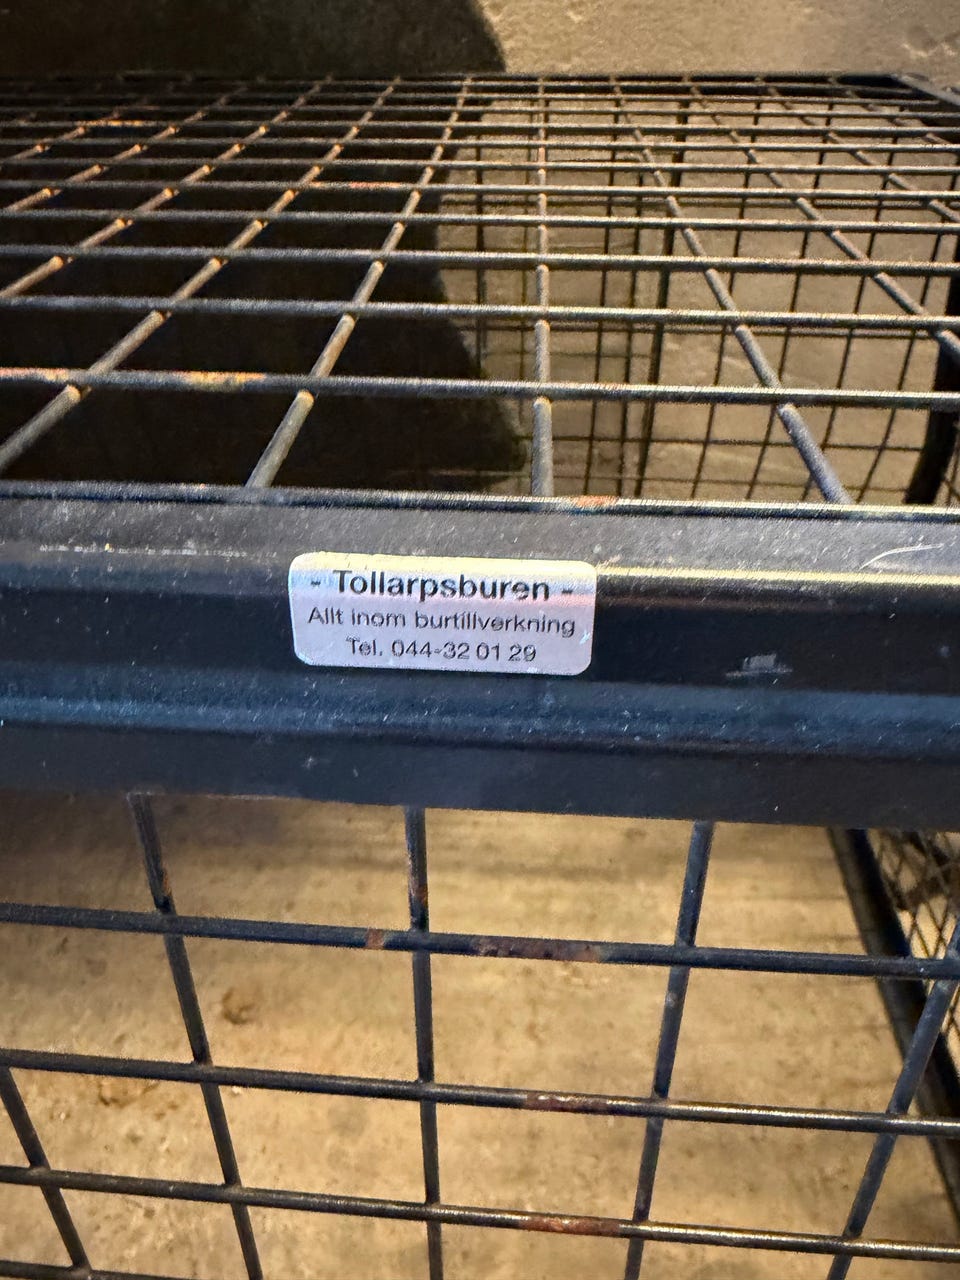 - Tollarpsburen -
Allt inom burtillverkning
Tel. 044-32 01 29